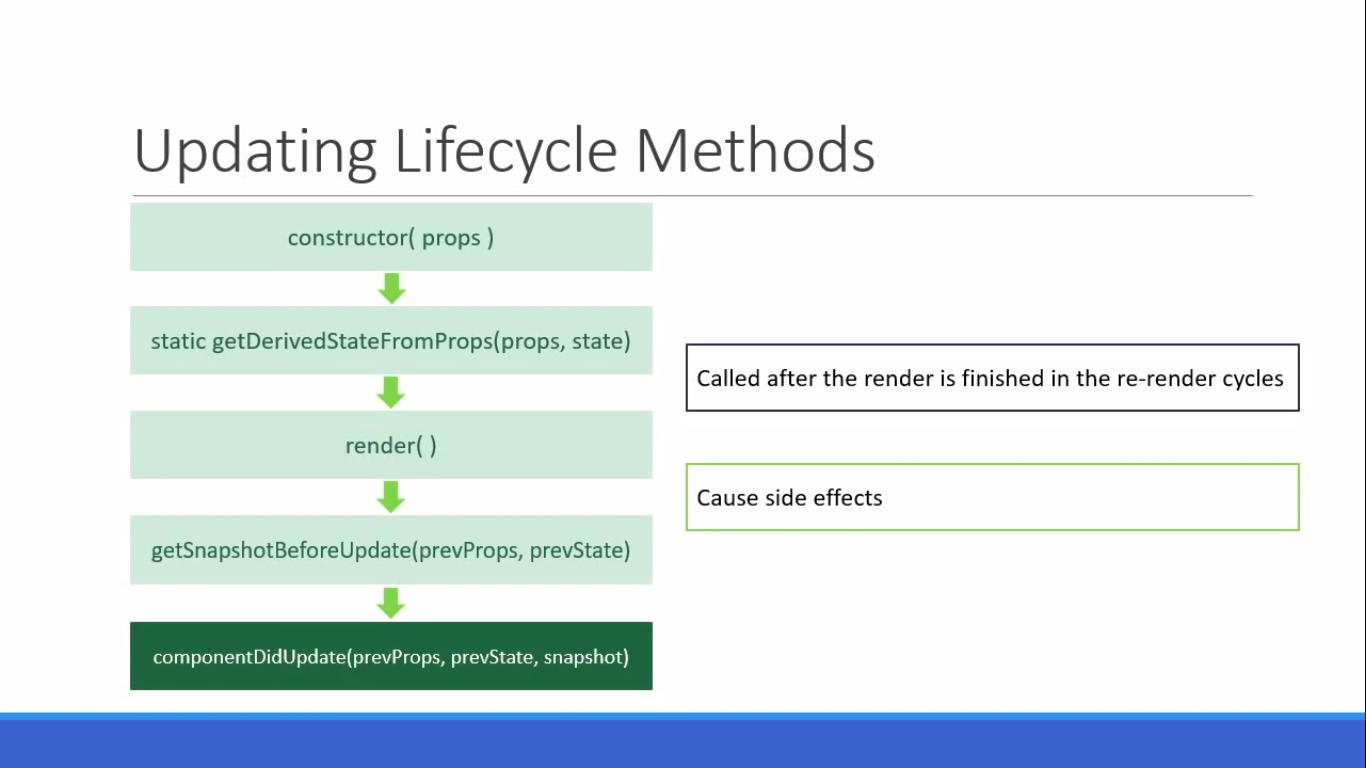 Updating Lifecycle Methods
constructor( props )
static getDerivedStateFromProps(props, state)
render( )
getSnapshotBeforeUpdate(prevProps, prevState)
componentDidUpdate(prevProps, prevState, snapshot)
Called after the render is finished in the re-render cycles
Cause side effects